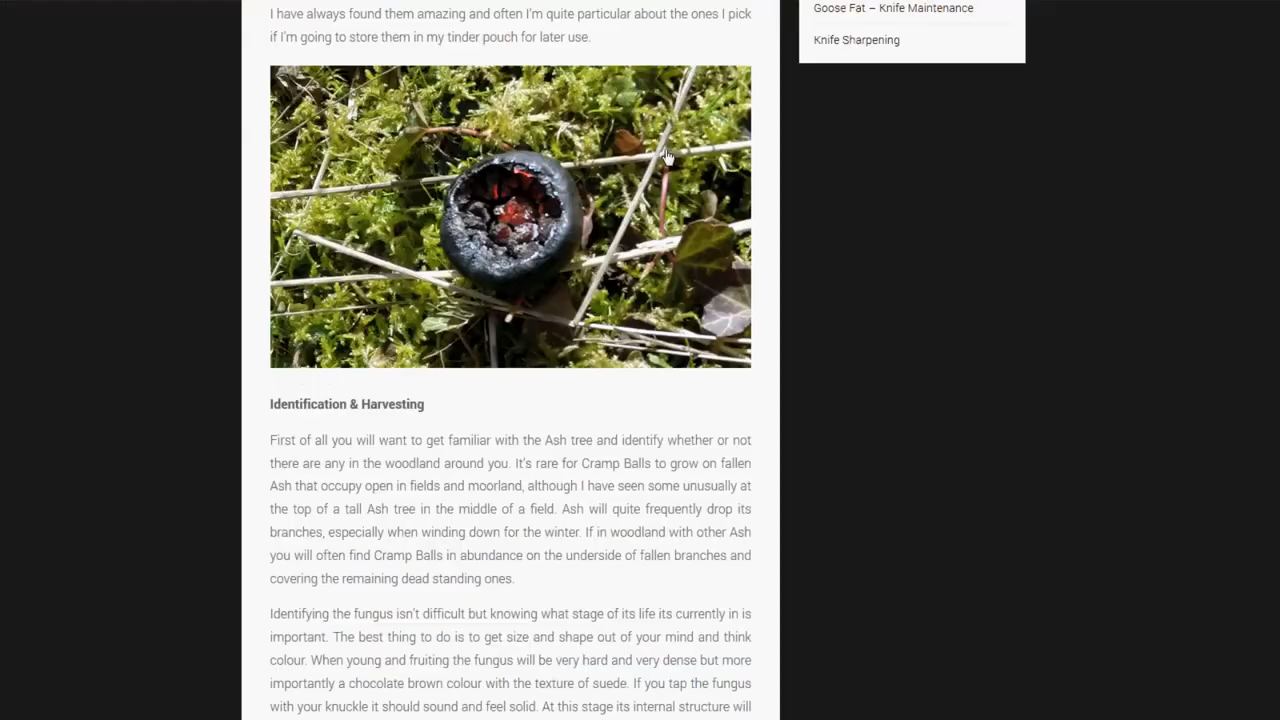 I have always found them amazing and often I'm quite particular about the ones I pick
if I'm going to store them in my tinder pouch for later use.
Identification & Harvesting
First of all you will want to get familiar with the Ash tree and identify whether or not
there are any in the woodland around you. It's rare for Cramp Balls to grow on fallen
Ash that occupy open in fields and moorland, although I have seen some unusually at
the top of a tall Ash tree in the middle of a field. Ash will quite frequently drop its
branches, especially when winding down for the winter. If in woodland with other Ash
you will often find Cramp Balls in abundance on the underside of fallen branches and
covering the remaining dead standing ones.
Identifying the fungus isn't difficult but knowing what stage of its life its currently in is
important. The best thing to do is to get size and shape out of your mind and think
colour. When young and fruiting the fungus will be very hard and very dense but more
importantly a chocolate brown colour with the texture of suede. If you tap the fungus
with your knuckle it should sound and feel solid. At this stage its internal structure will
Goose Fat – Knife Maintenance
Knife Sharpening